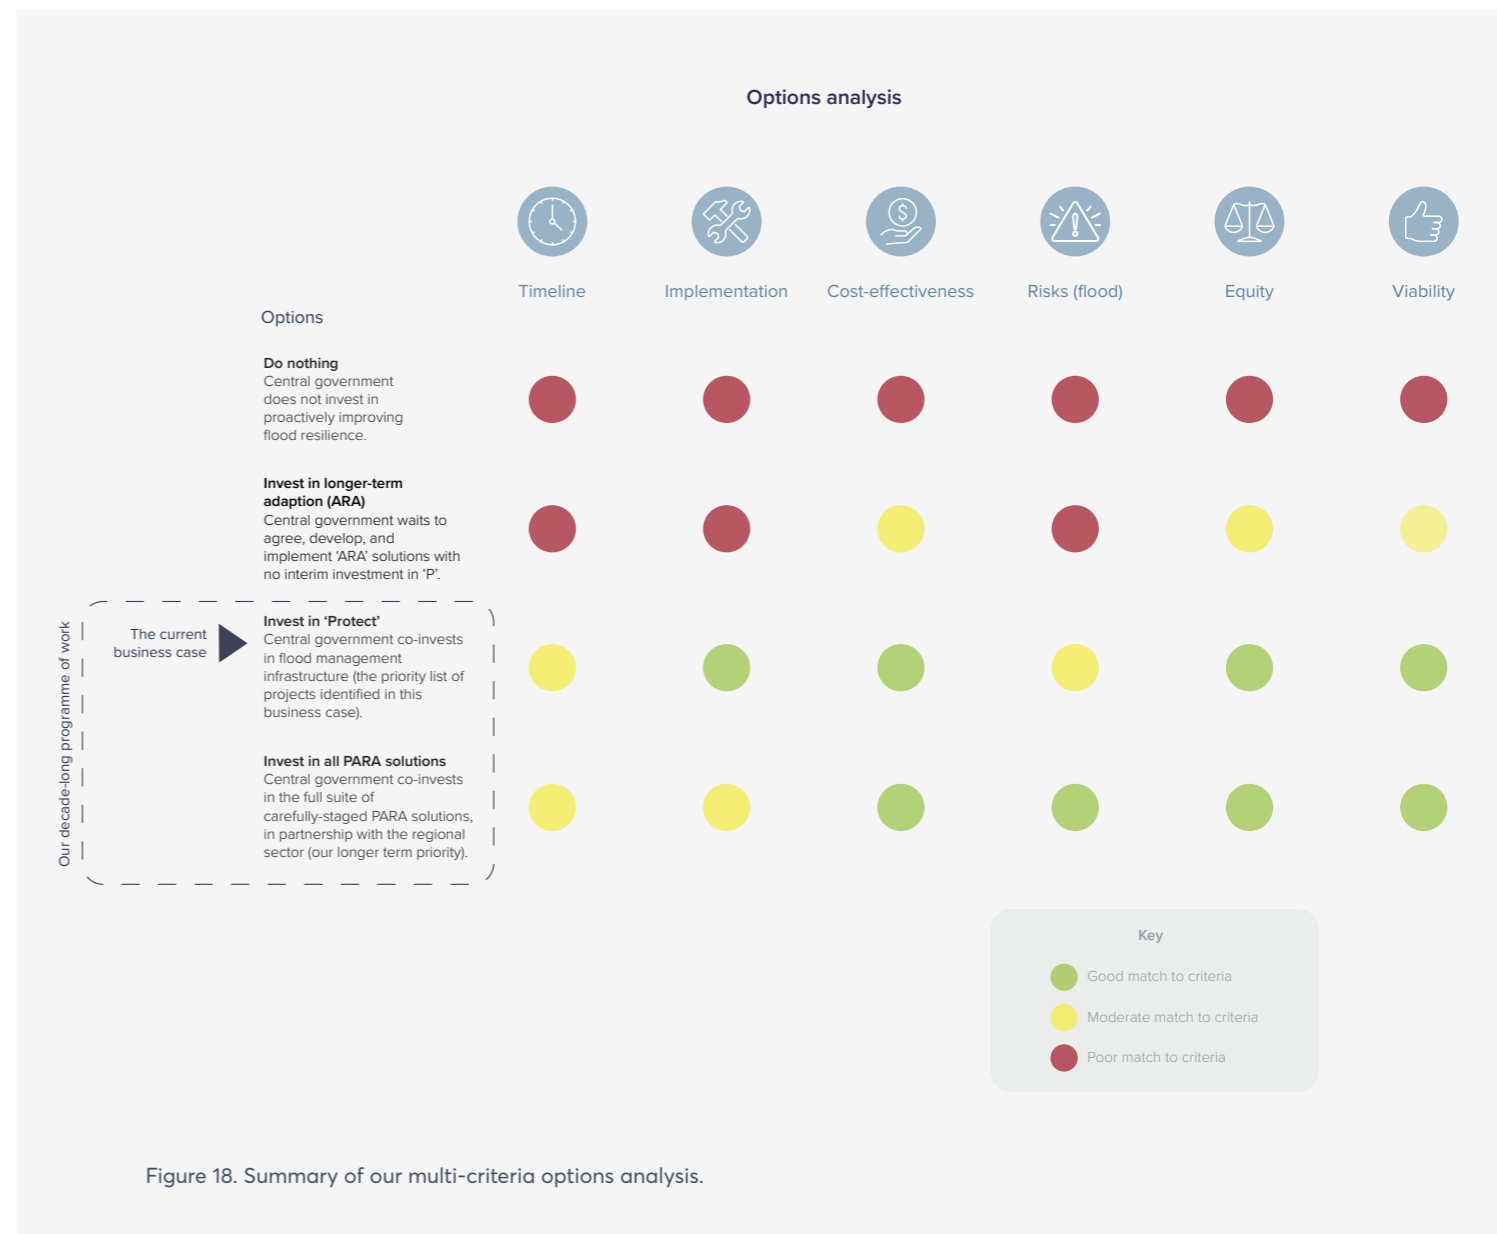 Options analysis
Timeline
Implementation
Cost-effectiveness
Risks (flood)
Equity
Viability
Options
Do nothing
Central government
does not invest in
proactively improving
flood resilience.
Invest in longer-term
adaption (ARA)
Central government waits to
agree, develop, and
implement ‘ARA’ solutions with
no interim investment in ‘P’.
Our decade-long programme of work
The current
business case
Invest in ‘Protect’
Central government co-invests
in flood management
infrastructure (the priority list of
projects identified in this
business case).
Invest in all PARA solutions
Central government co-invests
in the full suite of
carefully-staged PARA solutions,
in partnership with the regional
sector (our longer term priority).
Key
Good match to criteria
Moderate match to criteria
Poor match to criteria
Figure 18. Summary of our multi-criteria options analysis.